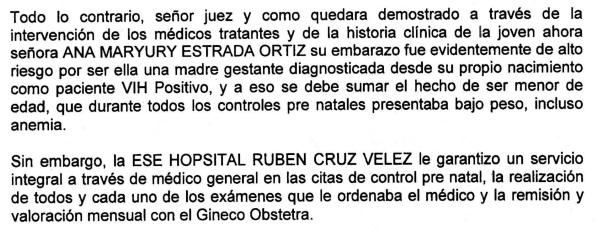 Todo lo contrario, señor juez y como quedara demostrado a través de la
intervención de los médicos tratantes y de la historia clínica de la joven ahora
señora ANA MARYURY ESTRADA ORTIZ su embarazo fue evidentemente de alto
riesgo por ser ella una madre gestante diagnosticada desde su propio nacimiento
como paciente VIH Positivo, y a eso se debe sumar el hecho de ser menor de
edad, que durante todos los controles pre natales presentaba bajo peso, incluso
anemia.
Sin embargo, la ESE HOPSITAL RUBEN CRUZ VELEZ le garantizo un servicio
integral a través de médico general en las citas de control pre natal, la realización
de todos y cada uno de los exámenes que le ordenaba el médico y la remisión y
valoración mensual con el Gineco Obstetra.